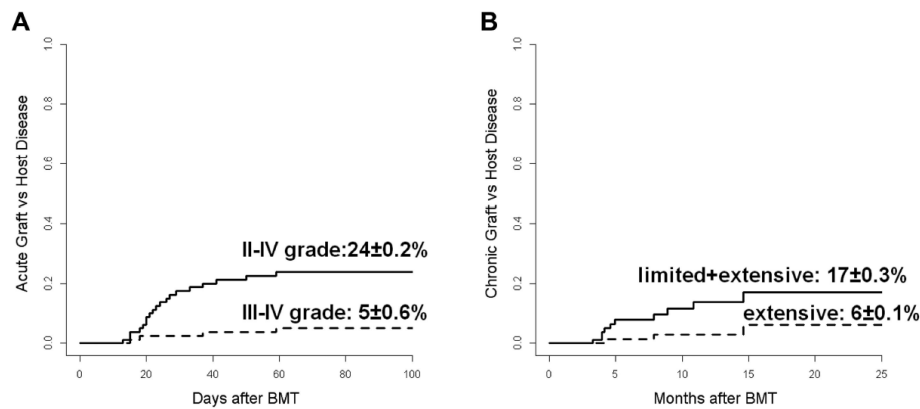 A
Acute Graft vs Host Disease
1.0
0.8
0.6
0.4
0.2
0.0
II-IV grade:24±0.2%
III-IV grade: 5±0.6%
0 20 40 60 80 100
Days after BMT
B
Chronic Graft vs Host Disease
1.0
0.8
0.6
0.4
0.2
0.0
limited+extensive: 17±0.3%
extensive: 6±0.1%
0 5 10 15 20 25
Months after BMT